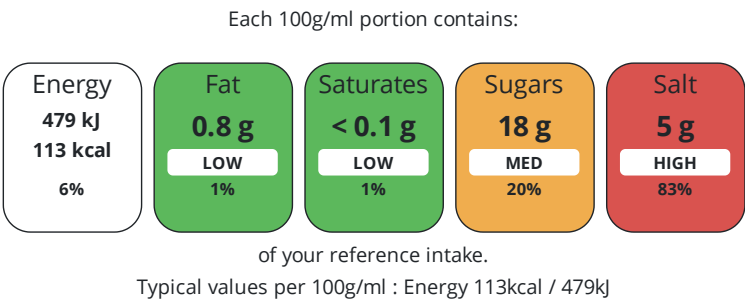 Each 100g/ml portion contains:
Energy
479 kJ
113 kcal
6%
Fat
0.8 g
LOW
1%
Saturates
< 0.1 g
LOW
1%
Sugars
18 g
MED
20%
Salt
5 g
HIGH
83%
of your reference intake.
Typical values per 100g/ml : Energy 113kcal / 479kJ